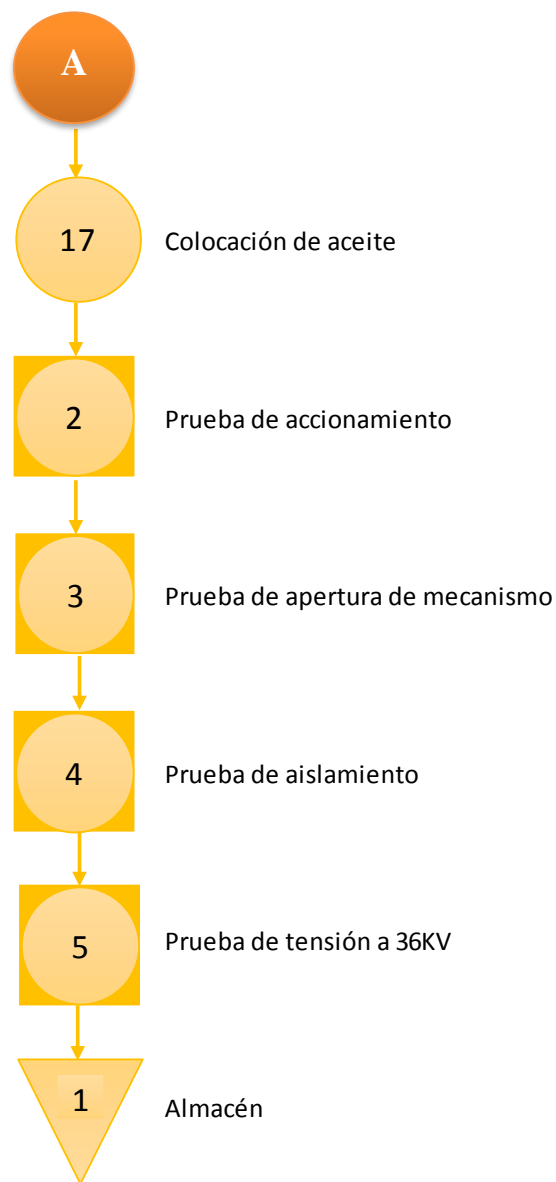 A
17 Colocación de aceite
2 Prueba de accionamiento
3 Prueba de apertura de mecanismo
4 Prueba de aislamiento
5 Prueba de tensión a 36KV
1 Almacén